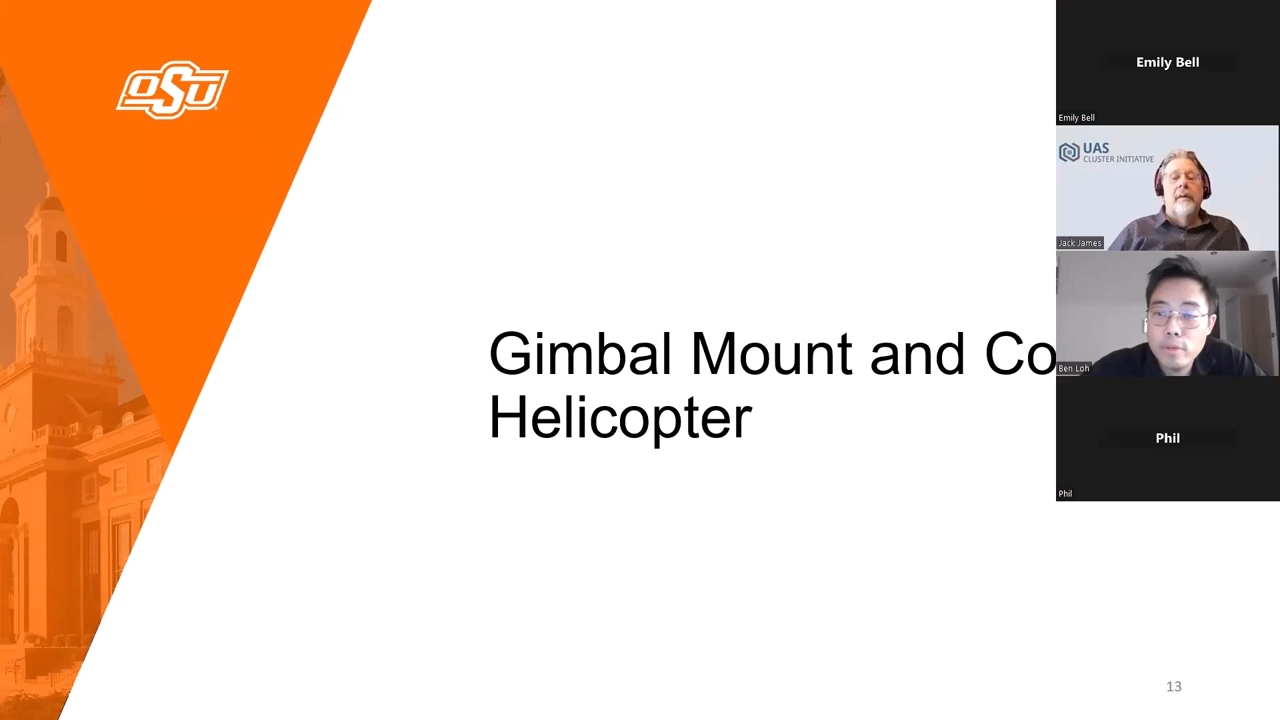 OSU
Gimbal Mount and Co
Helicopter
13
Emily Bell
Emily Bell
UAS
CLUSTER INITIATIVE
Jack James
Ben Loh
Phil
Phil